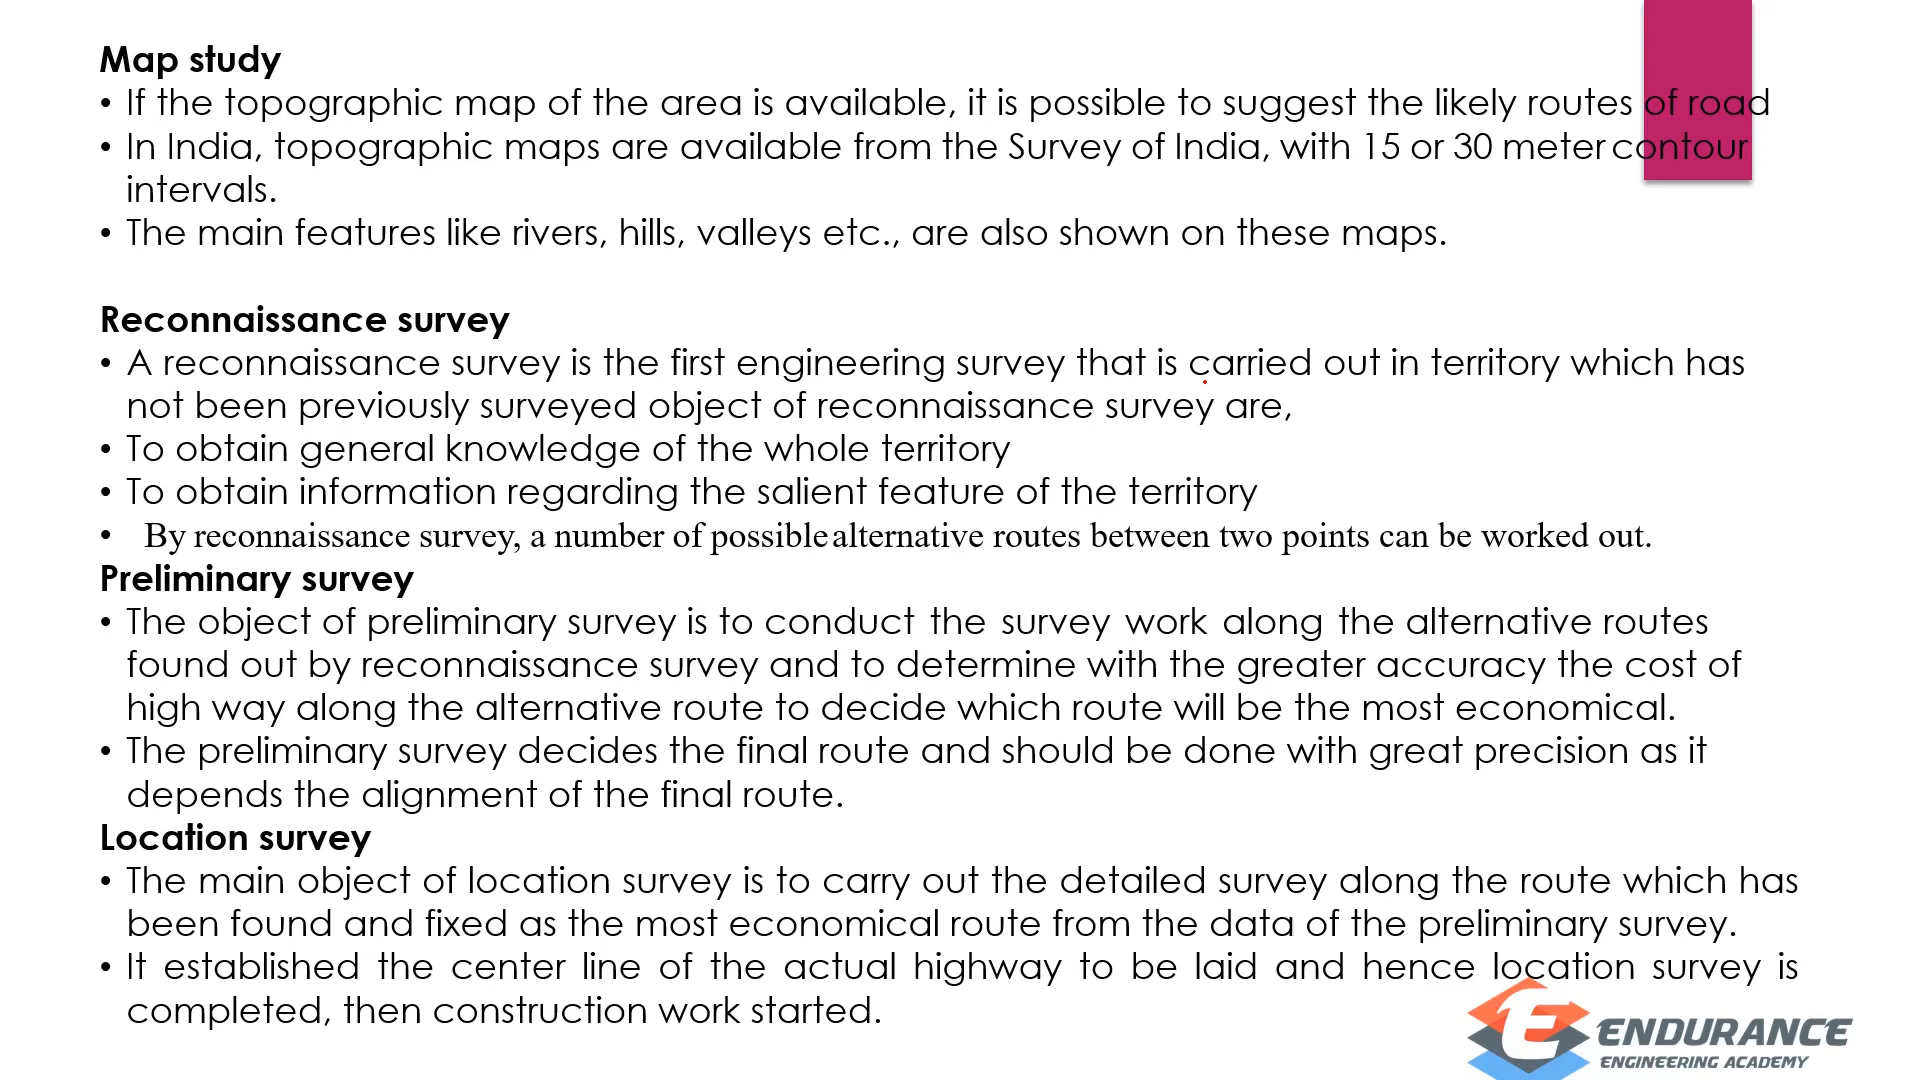 Map study
• If the topographic map of the area is available, it is possible to suggest the likely routes of road
• In India, topographic maps are available from the Survey of India, with 15 or 30 meter contour
intervals.
• The main features like rivers, hills, valleys etc., are also shown on these maps.
Reconnaissance survey
• A reconnaissance survey is the first engineering survey that is carried out in territory which has
not been previously surveyed object of reconnaissance survey are,
• To obtain general knowledge of the whole territory
• To obtain information regarding the salient feature of the territory
• By reconnaissance survey, a number of possible alternative routes between two points can be worked out.
Preliminary survey
• The object of preliminary survey is to conduct the survey work along the alternative routes
found out by reconnaissance survey and to determine with the greater accuracy the cost of
high way along the alternative route to decide which route will be the most economical.
• The preliminary survey decides the final route and should be done with great precision as it
depends the alignment of the final route.
Location survey
• The main object of location survey is to carry out the detailed survey along the route which has
been found and fixed as the most economical route from the data of the preliminary survey.
• It established the center line of the actual highway to be laid and hence location survey is
completed, then construction work started.
ENDURANCE
ENGINEERING ACADEMY